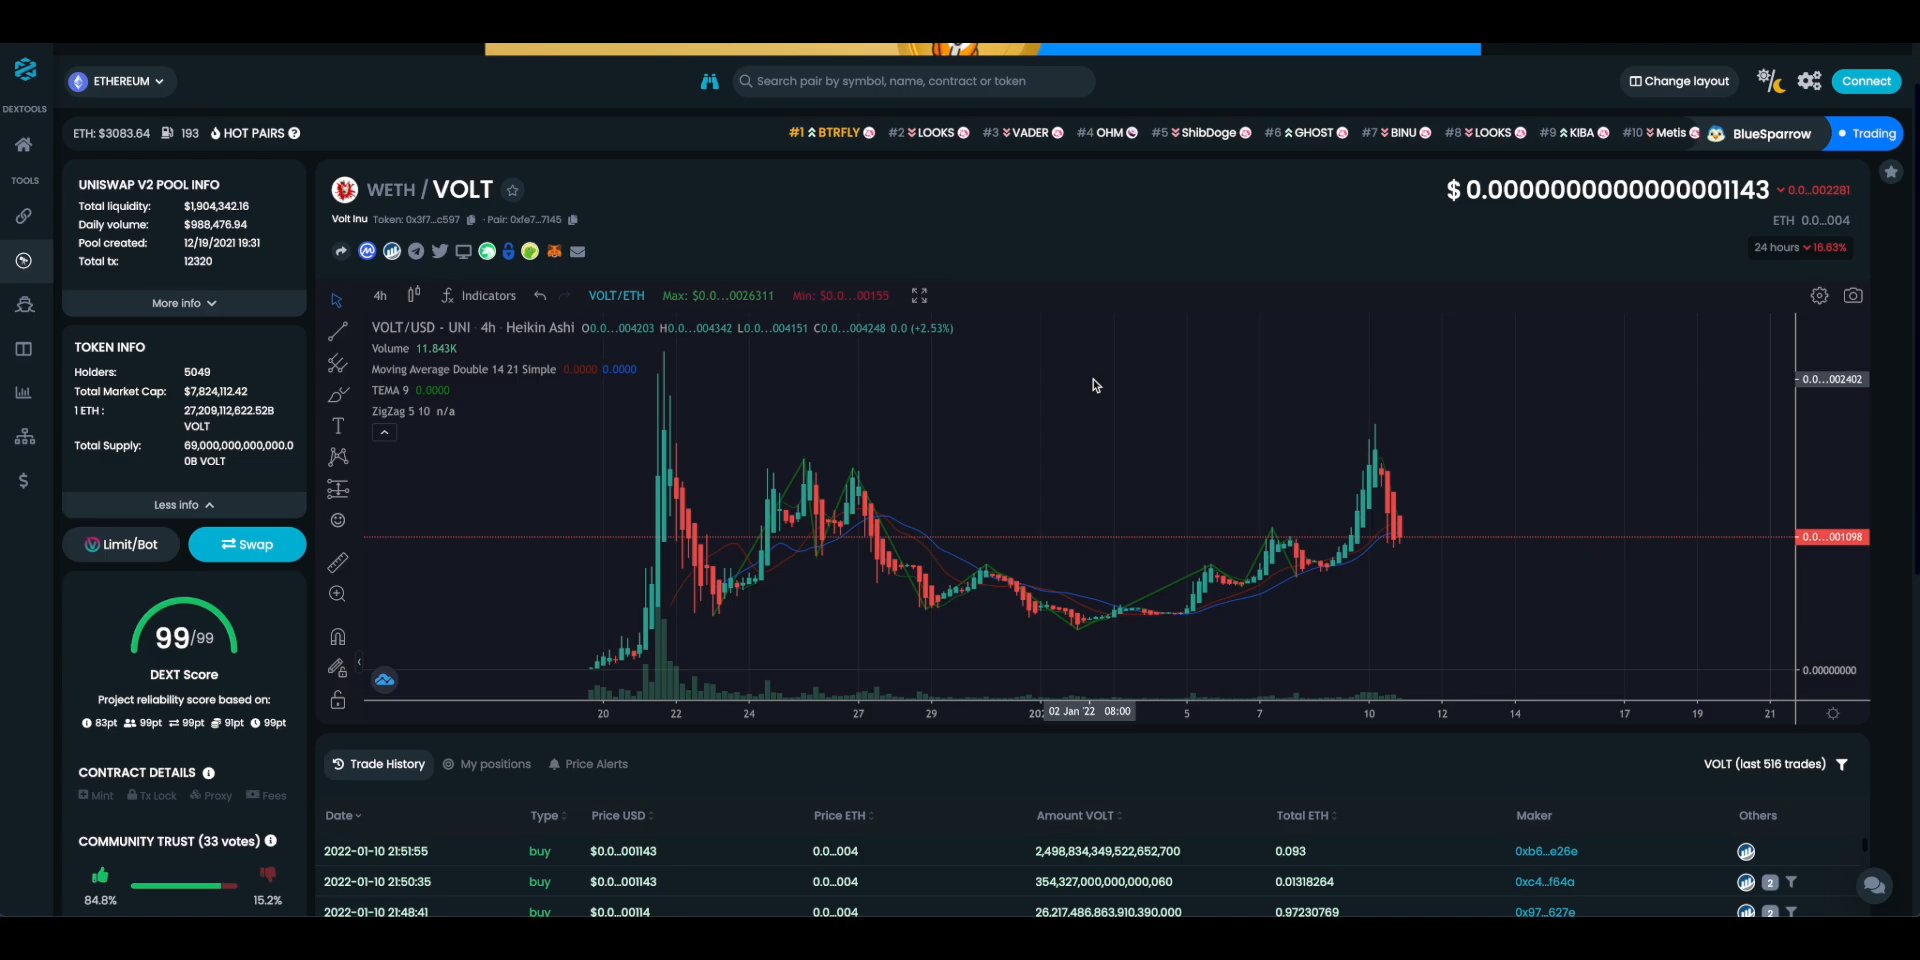 ETHEREUM
Search pair by symbol, name, contract or token
Change layout
Connect
DEXTOOLS
ETH: $3083.64
193
HOT PAIRS
#1 BTRFLY
#2 LOOKS
#3 VADER
#4 OHM
#5 ShibDoge
#6 GHOST
#7 BINU
#8 LOOKS
#9 KIBA
#10 Metis
BlueSparrow
Trading
TOOLS
UNISWAP V2 POOL INFO
Total liquidity: $1,904,342.16
Daily volume: $988,476.94
Pool created: 12/19/2021 19:31
Total tx: 12320
More info
TOKEN INFO
Holders: 5049
Total Market Cap: $7,824,112.42
1 ETH : 27,209,112,622.52B
VOLT
Total Supply: 69,000,000,000,000.0
0B VOLT
Less info
Limit/Bot
Swap
99/99
DEXT Score
Project reliability score based on:
83pt 99pt 99pt 91pt 99pt
CONTRACT DETAILS
Mint Tx Lock Proxy Fees
COMMUNITY TRUST (33 votes)
84.8% 15.2%
WETH / VOLT
Volt Inu Token: 0x3f7...c597 - Pair: 0xfe7...7145
$ 0.0000000000000001143
0.0...002281
ETH 0.0...004
24 hours 16.63%
4h Indicators VOLT/ETH Max: $0.0...0026311 Min: $0.0...00155
VOLT/USD - UNI 4h Heikin Ashi O0.0...004203 H0.0...004342 L0.0...004151 C0.0...004248 0.0 (+2.53%)
Volume 11.843K
Moving Average Double 14 21 Simple 0.0000 0.0000
TEMA 9 0.0000
ZigZag 5 10 n/a
0.0...002402
0.0...001098
0.00000000
20 22 24 27 29 202 02 Jan '22 08:00 5 7 10 12 14 17 19 21
Trade History My positions Price Alerts
VOLT (last 516 trades)
Date Type Price USD Price ETH Amount VOLT Total ETH Maker Others
2022-01-10 21:51:55 buy $0.0...001143 0.0...004 2,498,834,349,522,652,700 0.093 0xb6...e26e
2022-01-10 21:50:35 buy $0.0...001143 0.0...004 354,327,000,000,000,060 0.01318264 0xc4...f64a 2
2022-01-10 21:48:41 buy $0.0...00114 0.0...004 26,217,486,863,910,390,000 0.97230769 0x97...627e 2